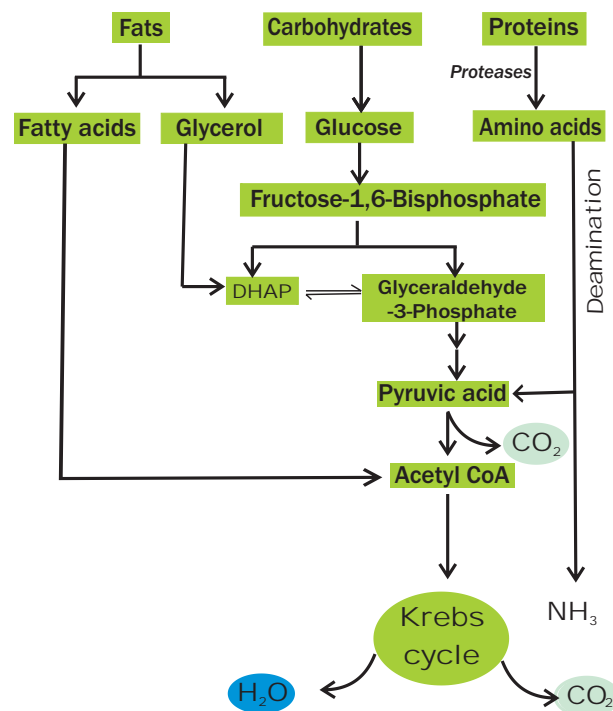 Fats
Carbohydrates
Proteins
Proteases
Fatty acids
Glycerol
Glucose
Amino acids
Fructose-1,6-Bisphosphate
Deamination
DHAP
Glyceraldehyde
-3-Phosphate
Pyruvic acid
CO₂
Acetyl CoA
Krebs
cycle
NH₃
H₂O
CO₂